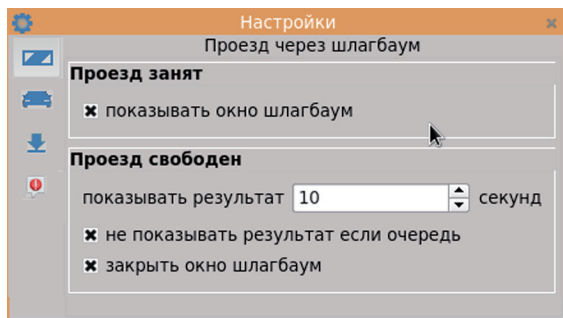 Настройки
Проезд через шлагбаум
Проезд занят
показывать окно шлагбаум
Проезд свободен
показывать результат 10 секунд
не показывать результат если очередь
закрыть окно шлагбаум